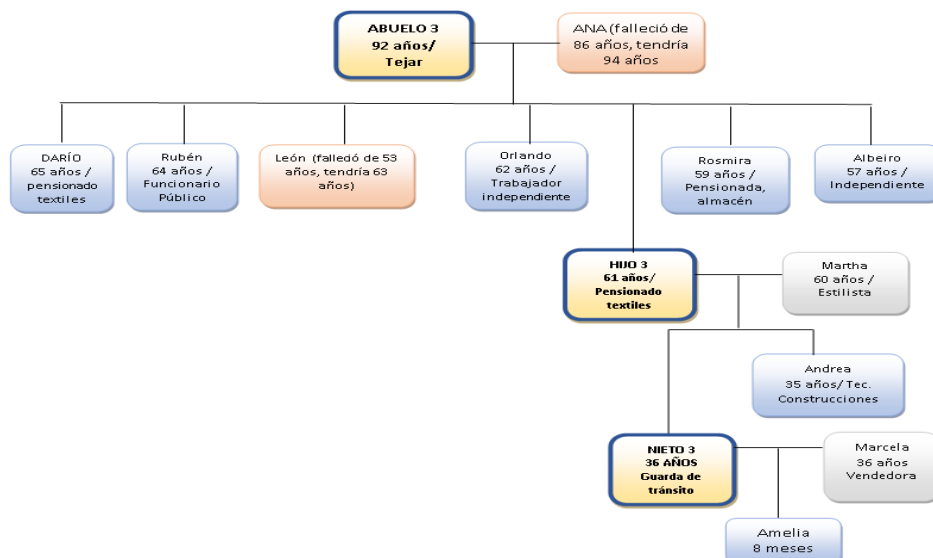 ABUELO 3
92 años/
Tejar
ANA (falleció de
86 años, tendría
94 años
DARÍO
65 años /
pensionado
textiles
Rubén
64 años /
Funcionario
Público
León (falleció de 53
años, tendría 63
años)
Orlando
62 años /
Trabajador
independiente
Rosmira
59 años /
Pensionada,
almacén
Albeiro
57 años /
Independiente
HIJO 3
61 años/
Pensionado
textiles
Martha
60 años /
Estilista
Andrea
35 años/ Tec.
Construcciones
NIETO 3
36 AÑOS
Guarda de
tránsito
Marcela
36 años
Vendedora
Amelia
8 meses